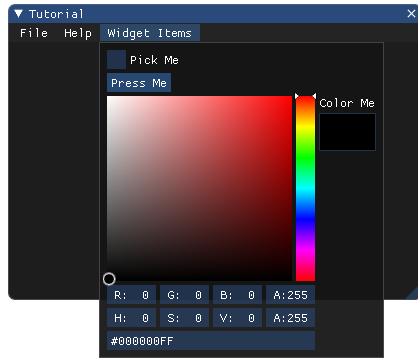 Tutorial
File Help Widget Items
Pick Me
Press Me
Color Me
R: 0 G: 0 B: 0 A:255
H: 0 S: 0 V: 0 A:255
#000000FF